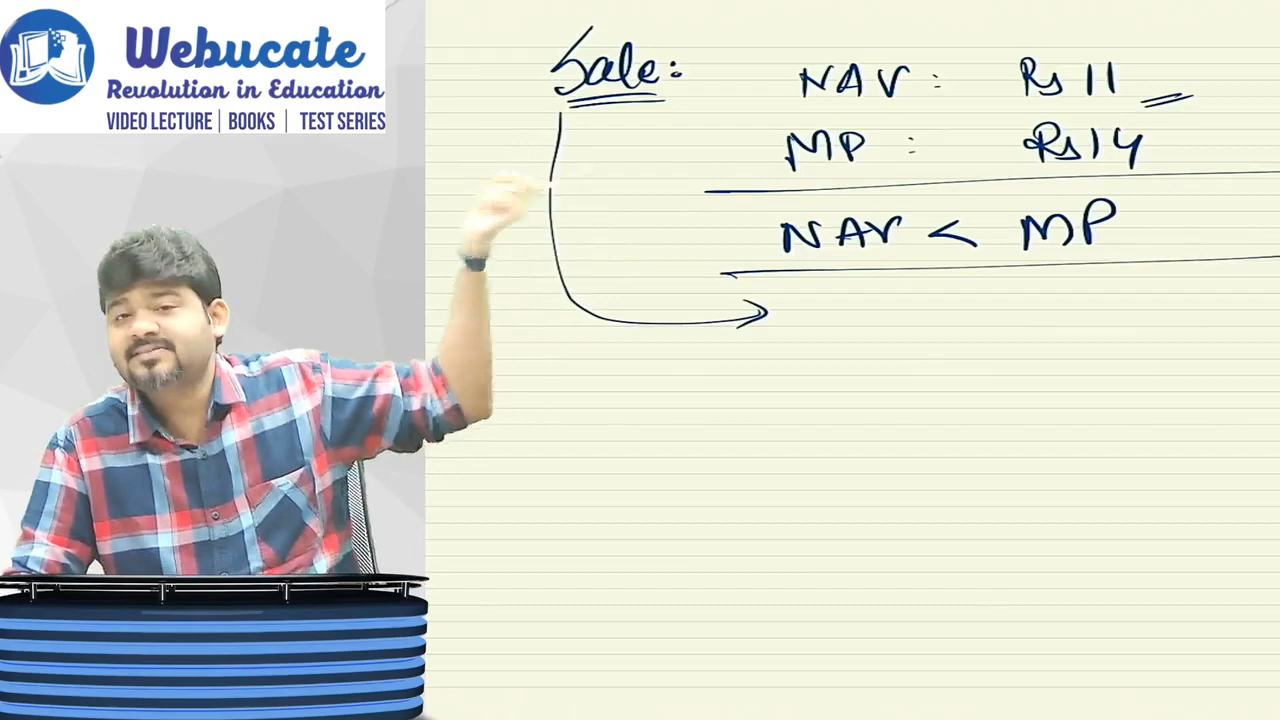 Webucate
Revolution in Education
VIDEO LECTURE | BOOKS | TEST SERIES
Sale:
NAV : Rs 11
MP : Rs 14
NAV < MP